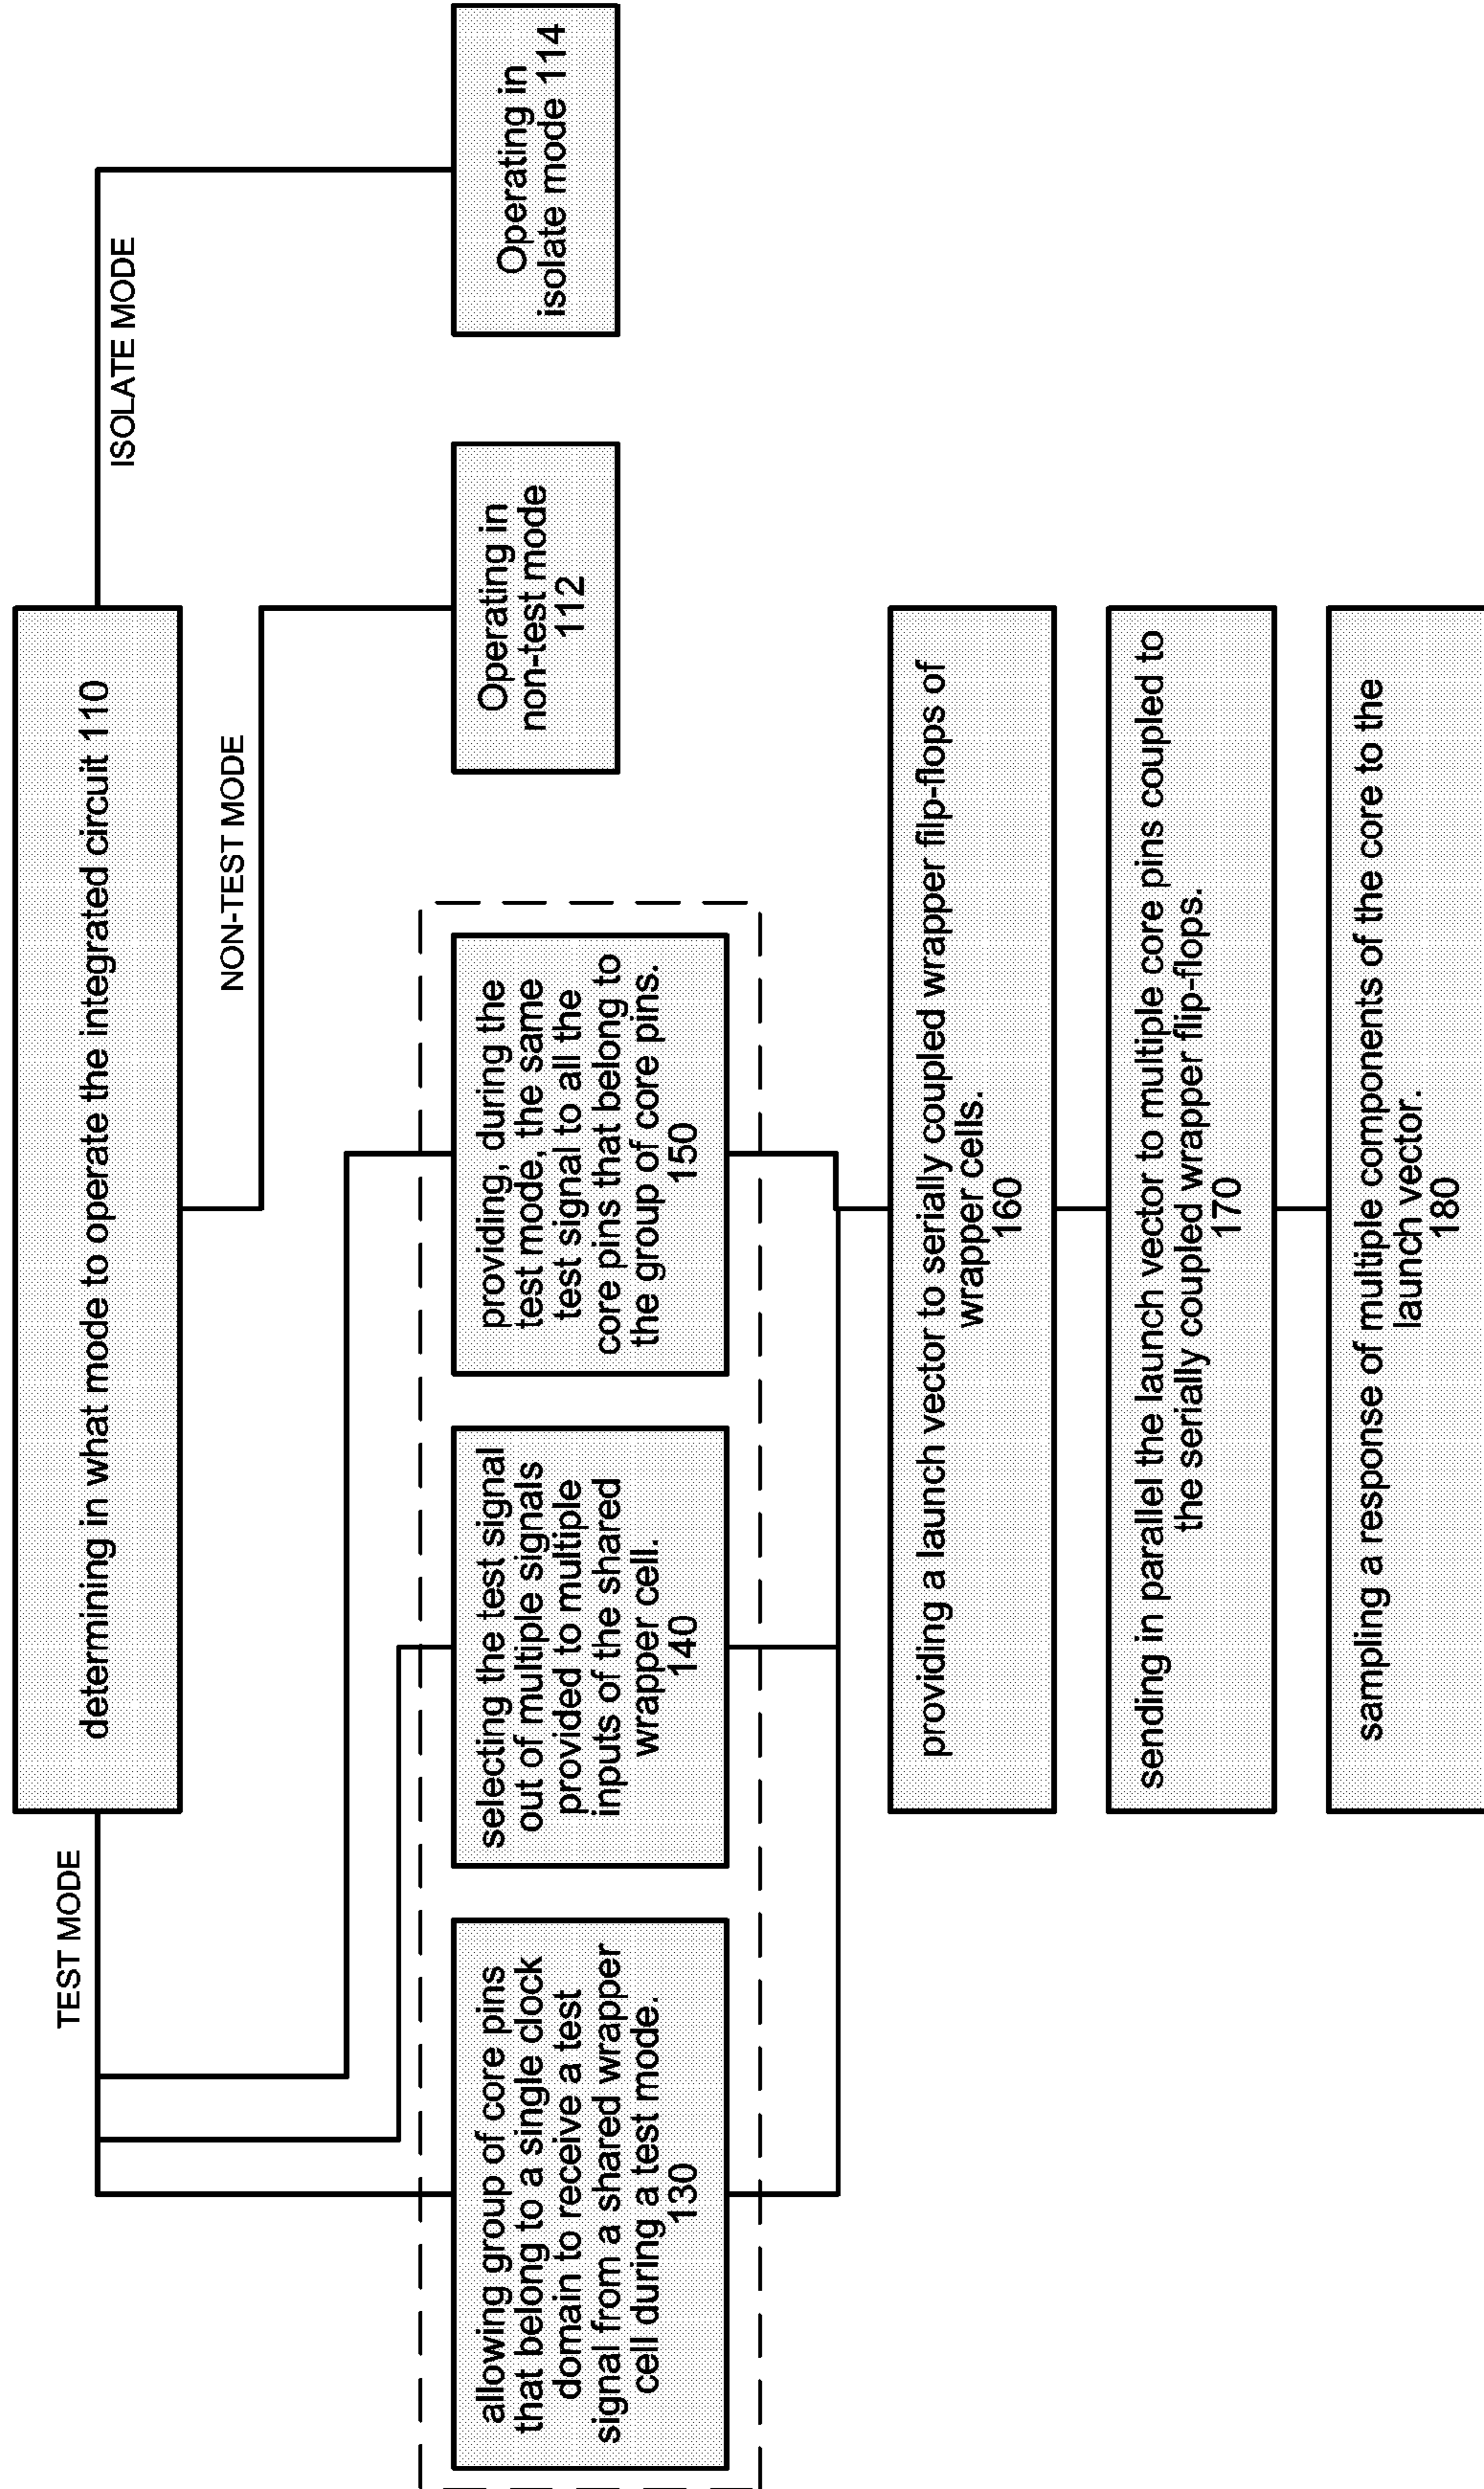 determining in what mode to operate the integrated circuit 110
TEST MODE
ISOLATE MODE
NON-TEST MODE
allowing group of core pins
that belong to a single clock
domain to receive a test
signal from a shared wrapper
cell during a test mode.
130
selecting the test signal
out of multiple signals
provided to multiple
inputs of the shared
wrapper cell.
140
providing, during the
test mode, the same
test signal to all the
core pins that belong to
the group of core pins.
150
Operating in
non-test mode
112
Operating in
isolate mode 114
providing a launch vector to serially coupled wrapper filp-flops of
wrapper cells.
160
sending in parallel the launch vector to multiple core pins coupled to
the serially coupled wrapper flip-flops.
170
sampling a response of multiple components of the core to the
launch vector.
180